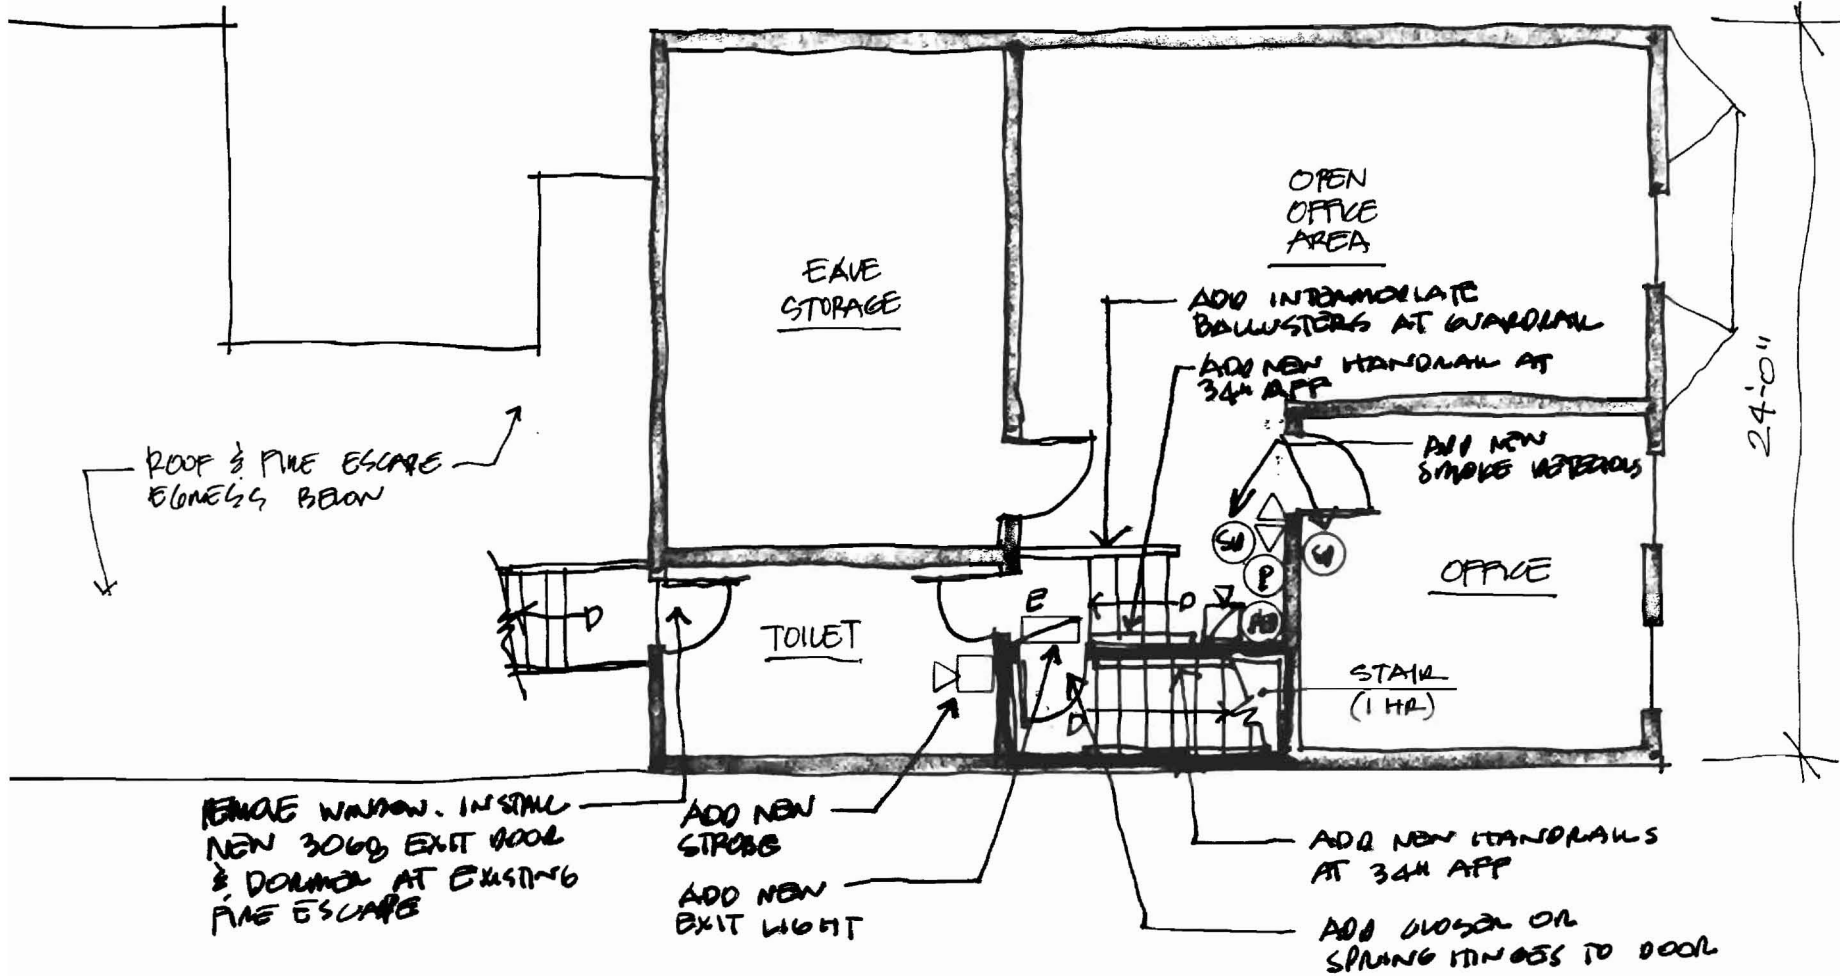 OPEN
OFFICE
AREA
EAVE
STORAGE
ADD INTERMEDIATE
BALLUSTERS AT GUARDRAIL
ADD NEW HANDRAIL AT
34" AFF
24'-0"
ADD NEW
SMOKE DETECTORS
ROOF & FIRE ESCAPE
EGRESS BELOW
SD
SD
P
OFFICE
E
D
D
TOILET
STAIR
(1 HR)
D
REMOVE WINDOW. INSTALL
NEW 3068 EXIT DOOR
& DORMER AT EXISTING
FIRE ESCAPE
ADD NEW
STROBE
ADD NEW
EXIT LIGHT
ADD NEW HANDRAILS
AT 34" AFF
ADD CLOSER OR
SPRING HINGES TO DOOR